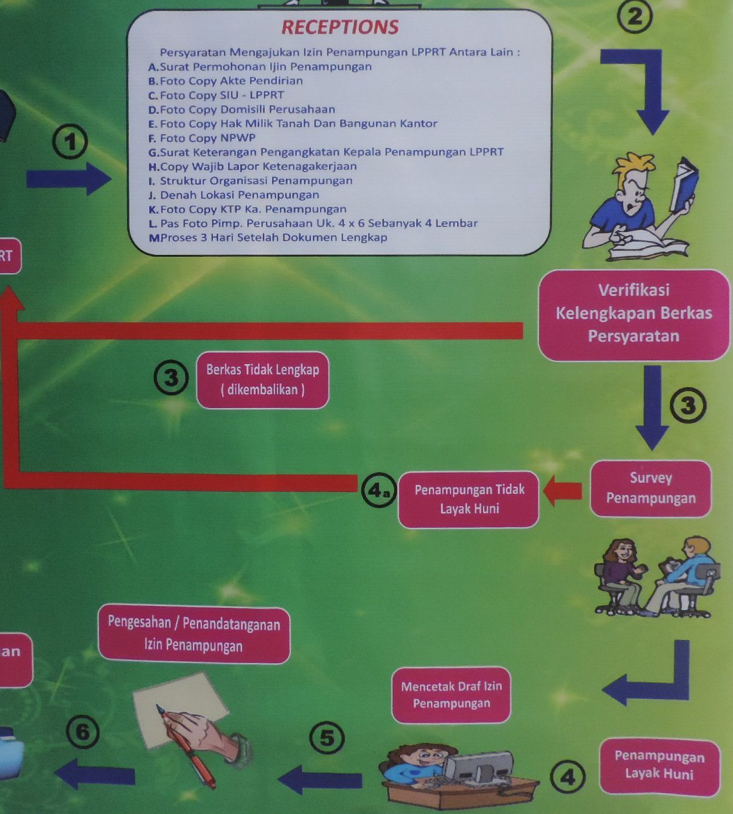 RECEPTIONS
Persyaratan Mengajukan Izin Penampungan LPPRT Antara Lain :
A.Surat Permohonan Ijin Penampungan
B.Foto Copy Akte Pendirian
C.Foto Copy SIU - LPPRT
D.Foto Copy Domisili Perusahaan
E. Foto Copy Hak Milik Tanah Dan Bangunan Kantor
F. Foto Copy NPWP
G.Surat Keterangan Pengangkatan Kepala Penampungan LPPRT
H.Copy Wajib Lapor Ketenagakerjaan
I. Struktur Organisasi Penampungan
J. Denah Lokasi Penampungan
K.Foto Copy KTP Ka. Penampungan
L. Pas Foto Pimp. Perusahaan Uk. 4 x 6 Sebanyak 4 Lembar
MProses 3 Hari Setelah Dokumen Lengkap
1
2
RT
Verifikasi
Kelengkapan Berkas
Persyaratan
3
Berkas Tidak Lengkap
( dikembalikan )
3
Survey
Penampungan
4a
Penampungan Tidak
Layak Huni
Penampungan
Layak Huni
4
Mencetak Draf Izin
Penampungan
5
Pengesahan / Penandatanganan
Izin Penampungan
6
an